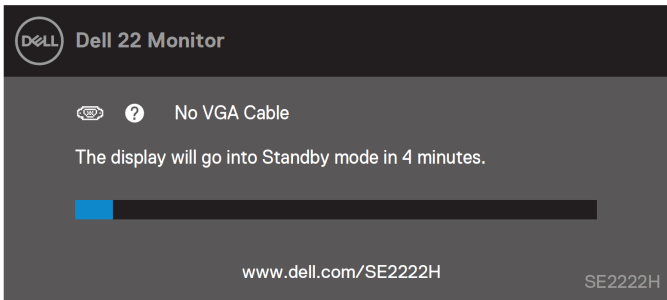 DELL Dell 22 Monitor
No VGA Cable
The display will go into Standby mode in 4 minutes.
www.dell.com/SE2222H
SE2222H